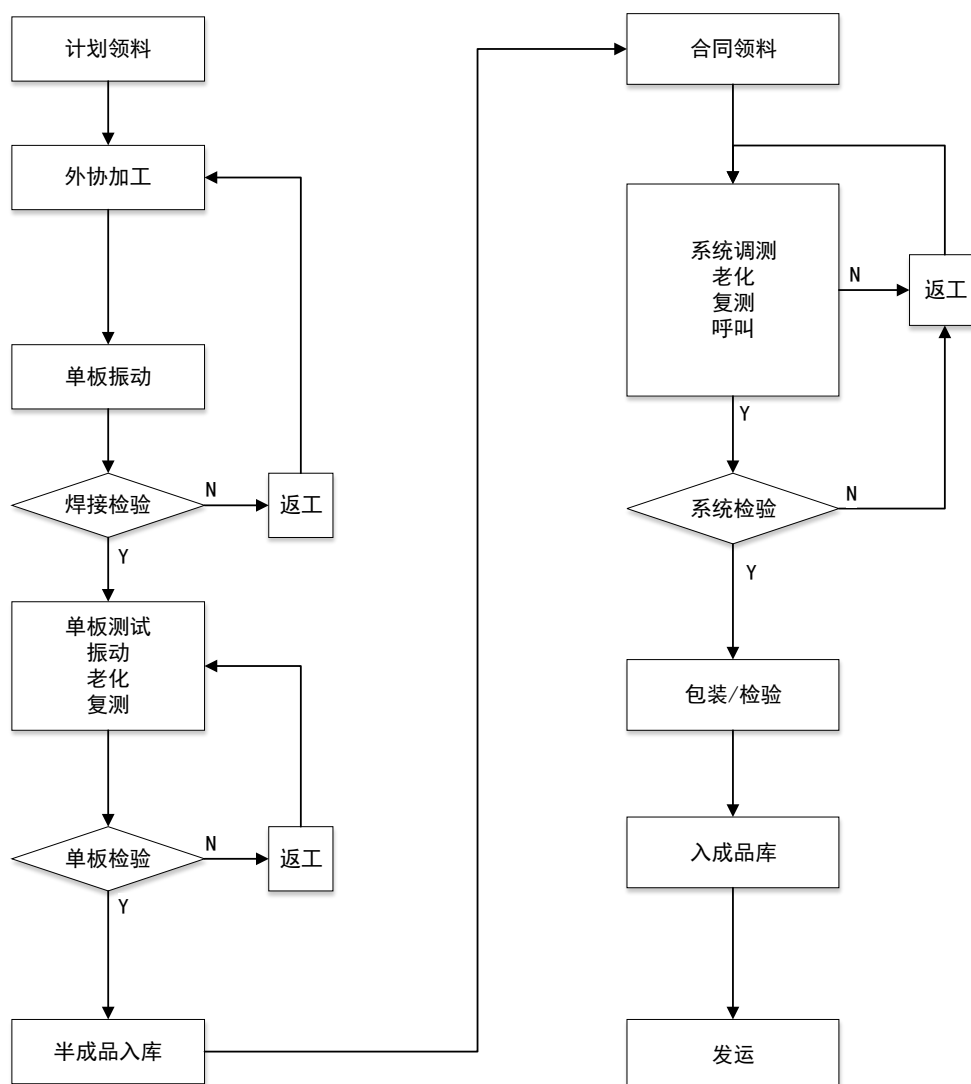 计划领料
外协加工
单板振动
焊接检验
N
返工
Y
单板测试
振动
老化
复测
单板检验
N
返工
Y
半成品入库
合同领料
系统调测
老化
复测
呼叫
N
返工
Y
系统检验
N
Y
包装/检验
入成品库
发运